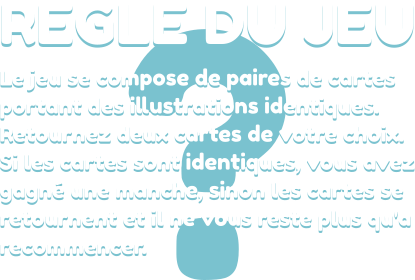 REGLE DU JEU
Le jeu se compose de paires de cartes
portant des illustrations identiques.
Retournez deux cartes de votre choix.
Si les cartes sont identiques, vous avez
gagné une manche, sinon les cartes se
retournent et il ne vous reste plus qu'à
recommencer.